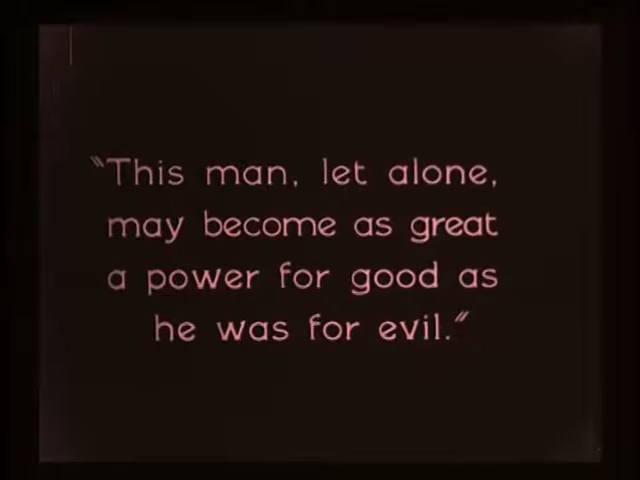 "This man, let alone,
may become as great
a power for good as
he was for evil."